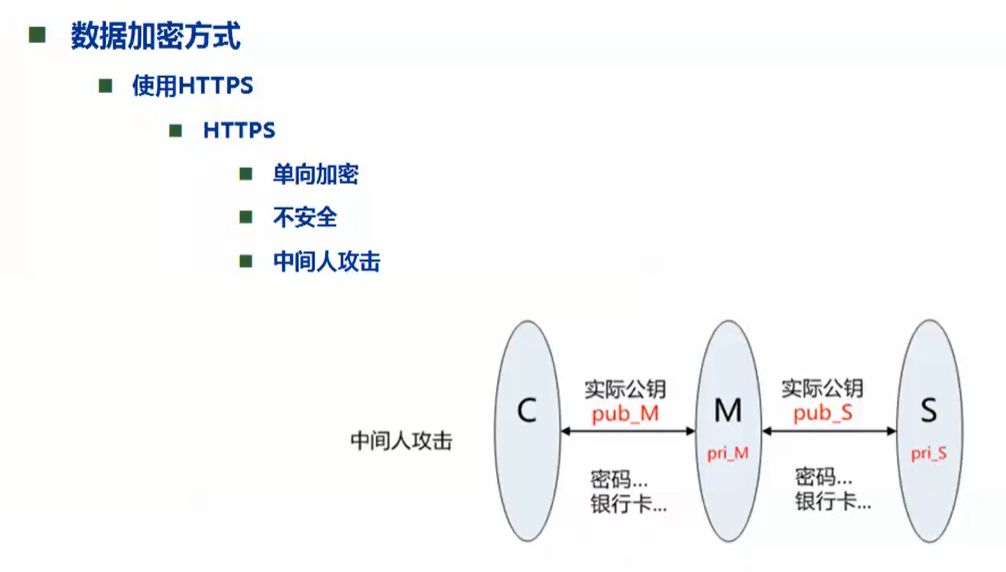 数据加密方式
使用HTTPS
HTTPS
单向加密
不安全
中间人攻击
中间人攻击
C
实际公钥
pub_M
密码...
银行卡...
M
pri_M
实际公钥
pub_S
密码...
银行卡...
S
pri_S